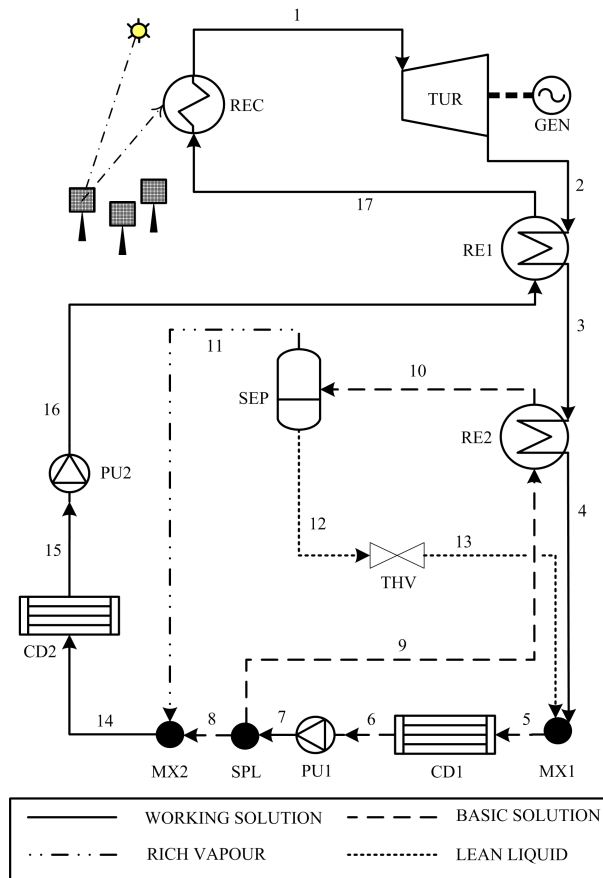 1
REC
TUR
GEN
2
17
RE1
3
11
10
SEP
16
RE2
PU2
4
12
13
15
THV
CD2
9
14
8
7
6
5
MX2
SPL
PU1
CD1
MX1
WORKING SOLUTION
BASIC SOLUTION
RICH VAPOUR
LEAN LIQUID